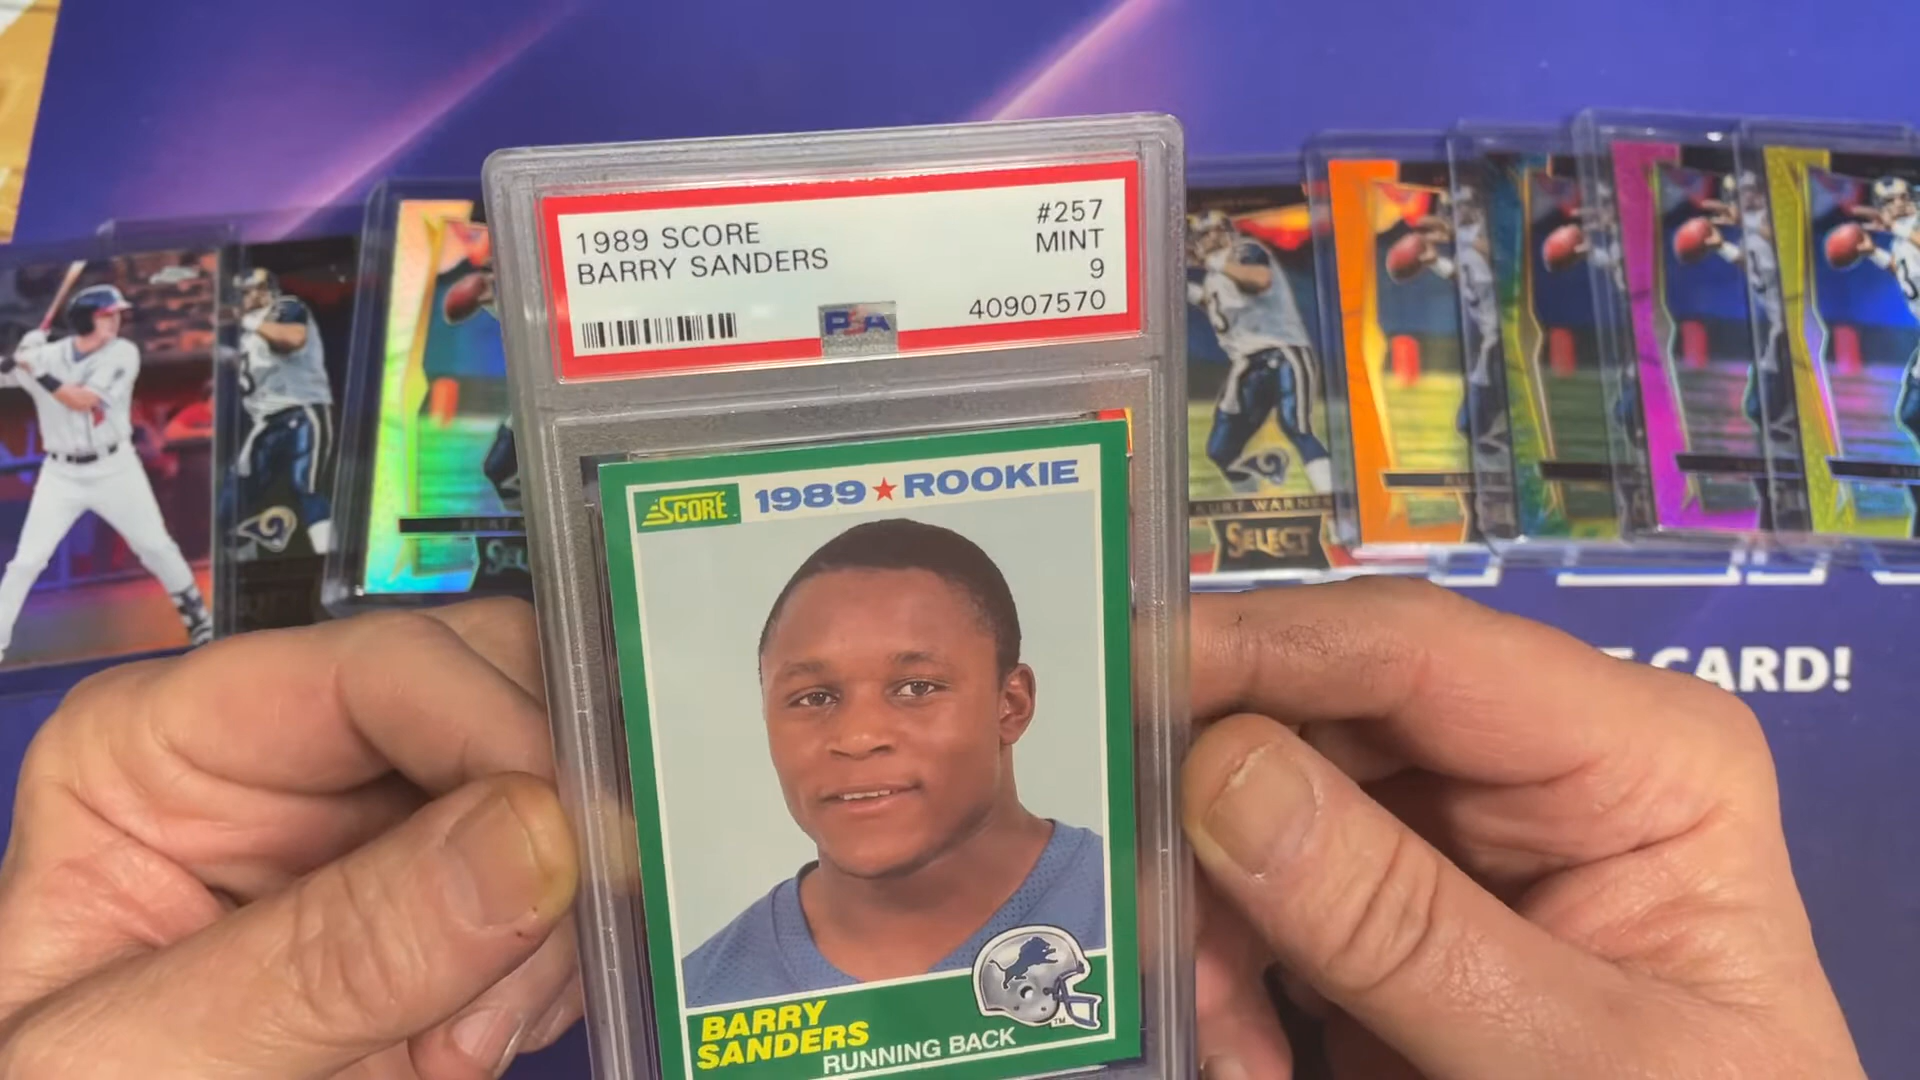 1989 SCORE
BARRY SANDERS
#257
MINT
9
40907570
PSA
SCORE
1989 ★ ROOKIE
BARRY
SANDERS
RUNNING BACK
TM
KURT WARNER
SELECT
CARD!